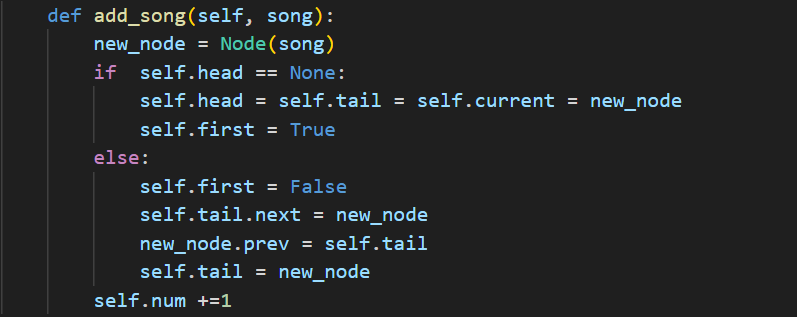 def add_song(self, song):
    new_node = Node(song)
    if  self.head == None:
        self.head = self.tail = self.current = new_node
        self.first = True
    else:
        self.first = False
        self.tail.next = new_node
        new_node.prev = self.tail
        self.tail = new_node
    self.num +=1